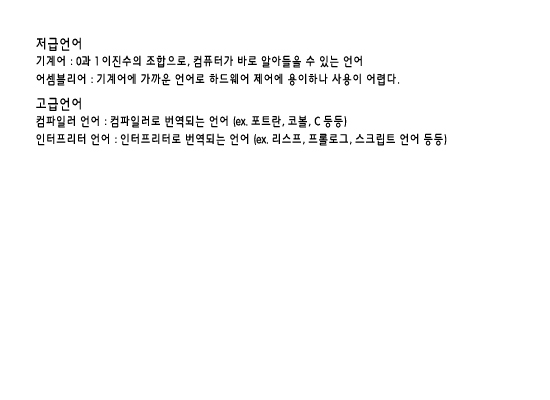 저급언어
기계어 : 0과 1 이진수의 조합으로, 컴퓨터가 바로 알아들을 수 있는 언어
어셈블리어 : 기계어에 가까운 언어로 하드웨어 제어에 용이하나 사용이 어렵다.
고급언어
컴파일러 언어 : 컴파일러로 번역되는 언어 (ex. 포트란, 코볼, C 등등)
인터프리터 언어 : 인터프리터로 번역되는 언어 (ex. 리스프, 프롤로그, 스크립트 언어 등등)